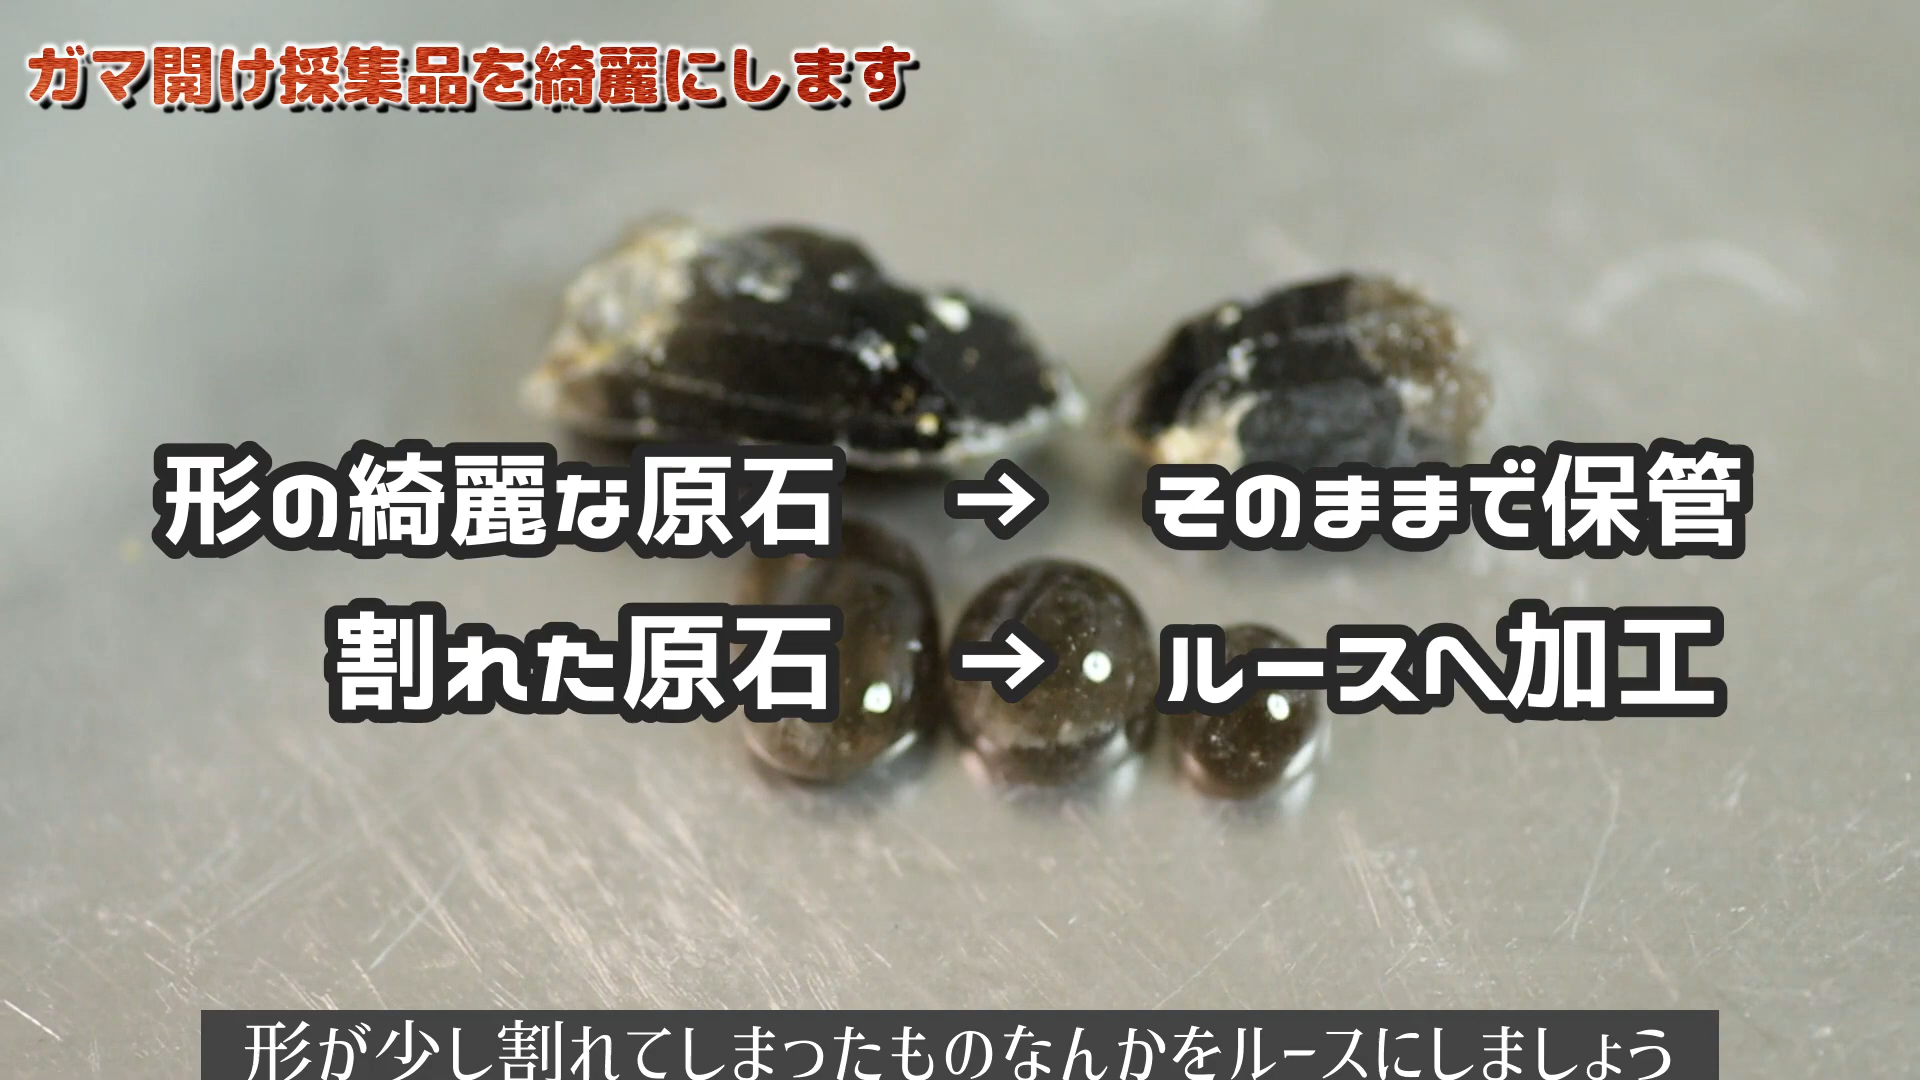 ガマ開け採集品を綺麗にします
形の綺麗な原石 → そのままで保管
割れた原石 → ルースへ加工
形が少し割れてしまったものなんかをルースにしましょう